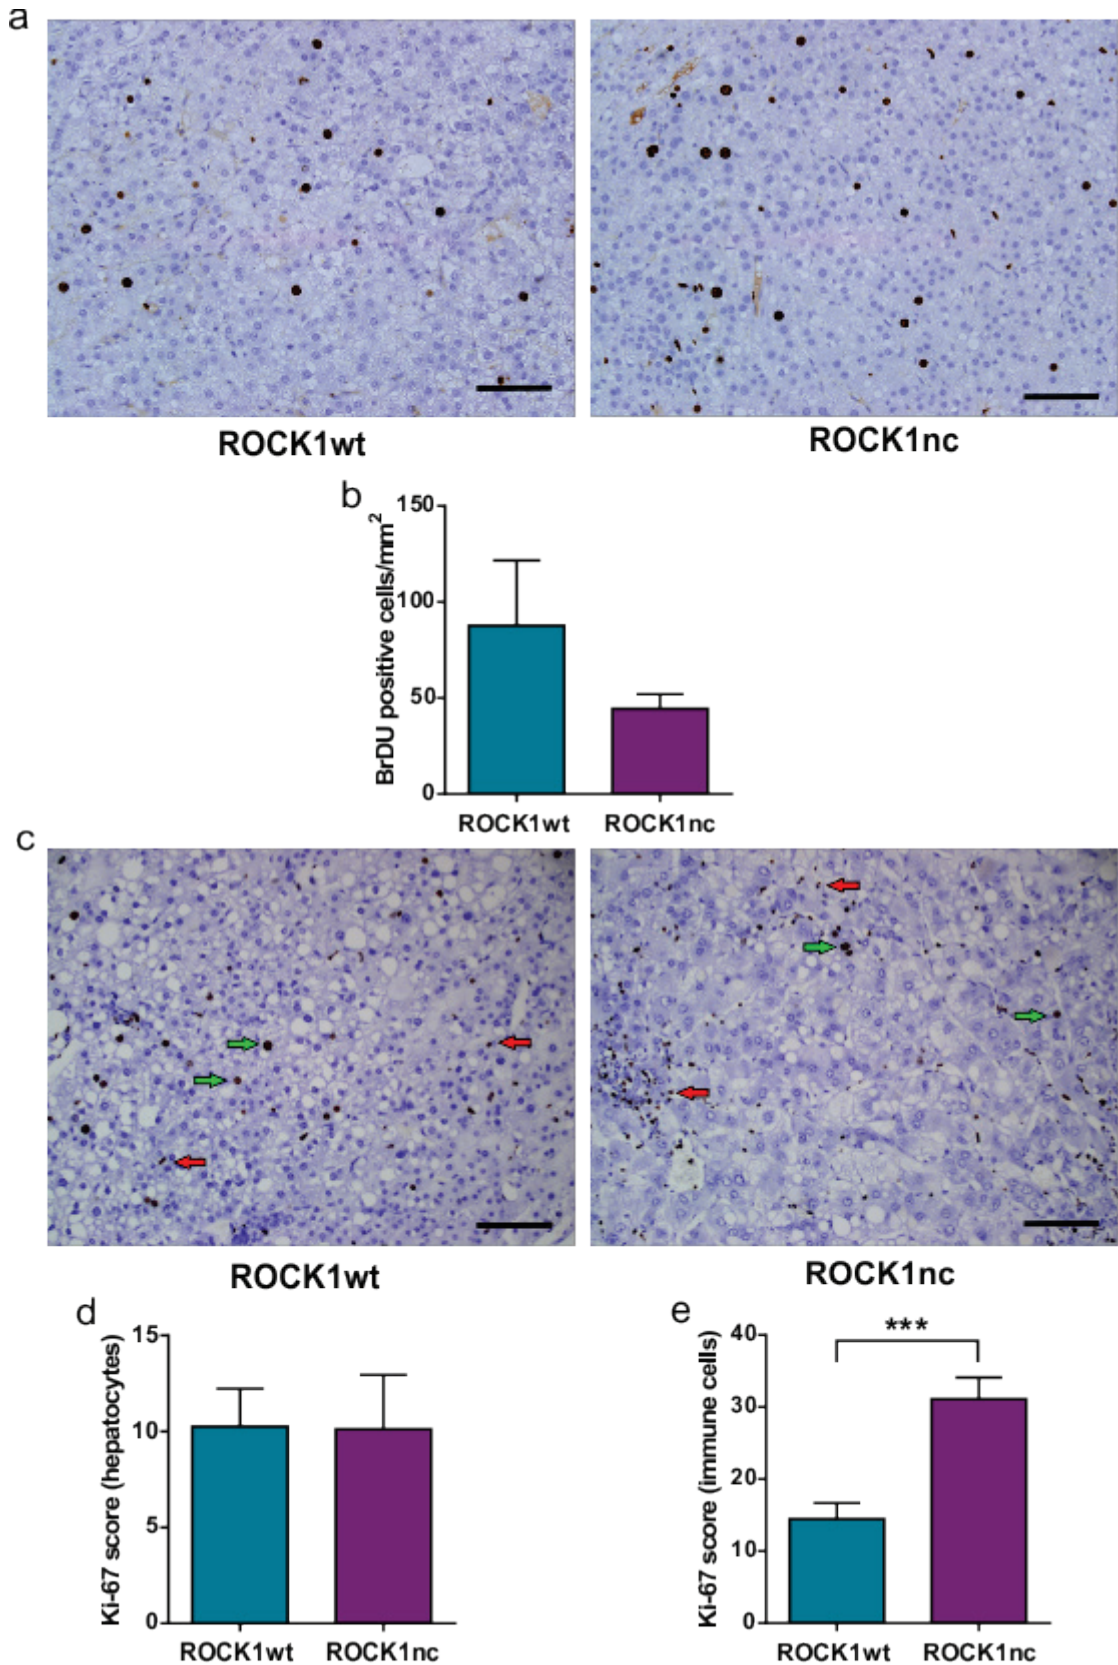 a
ROCK1wt
ROCK1nc
b
150
100
50
0
BrDU positive cells/mm²
ROCK1wt
ROCK1nc
c
ROCK1wt
ROCK1nc
d
15
10
5
0
Ki-67 score (hepatocytes)
ROCK1wt
ROCK1nc
e
40
30
20
10
0
Ki-67 score (immune cells)
***
ROCK1wt
ROCK1nc